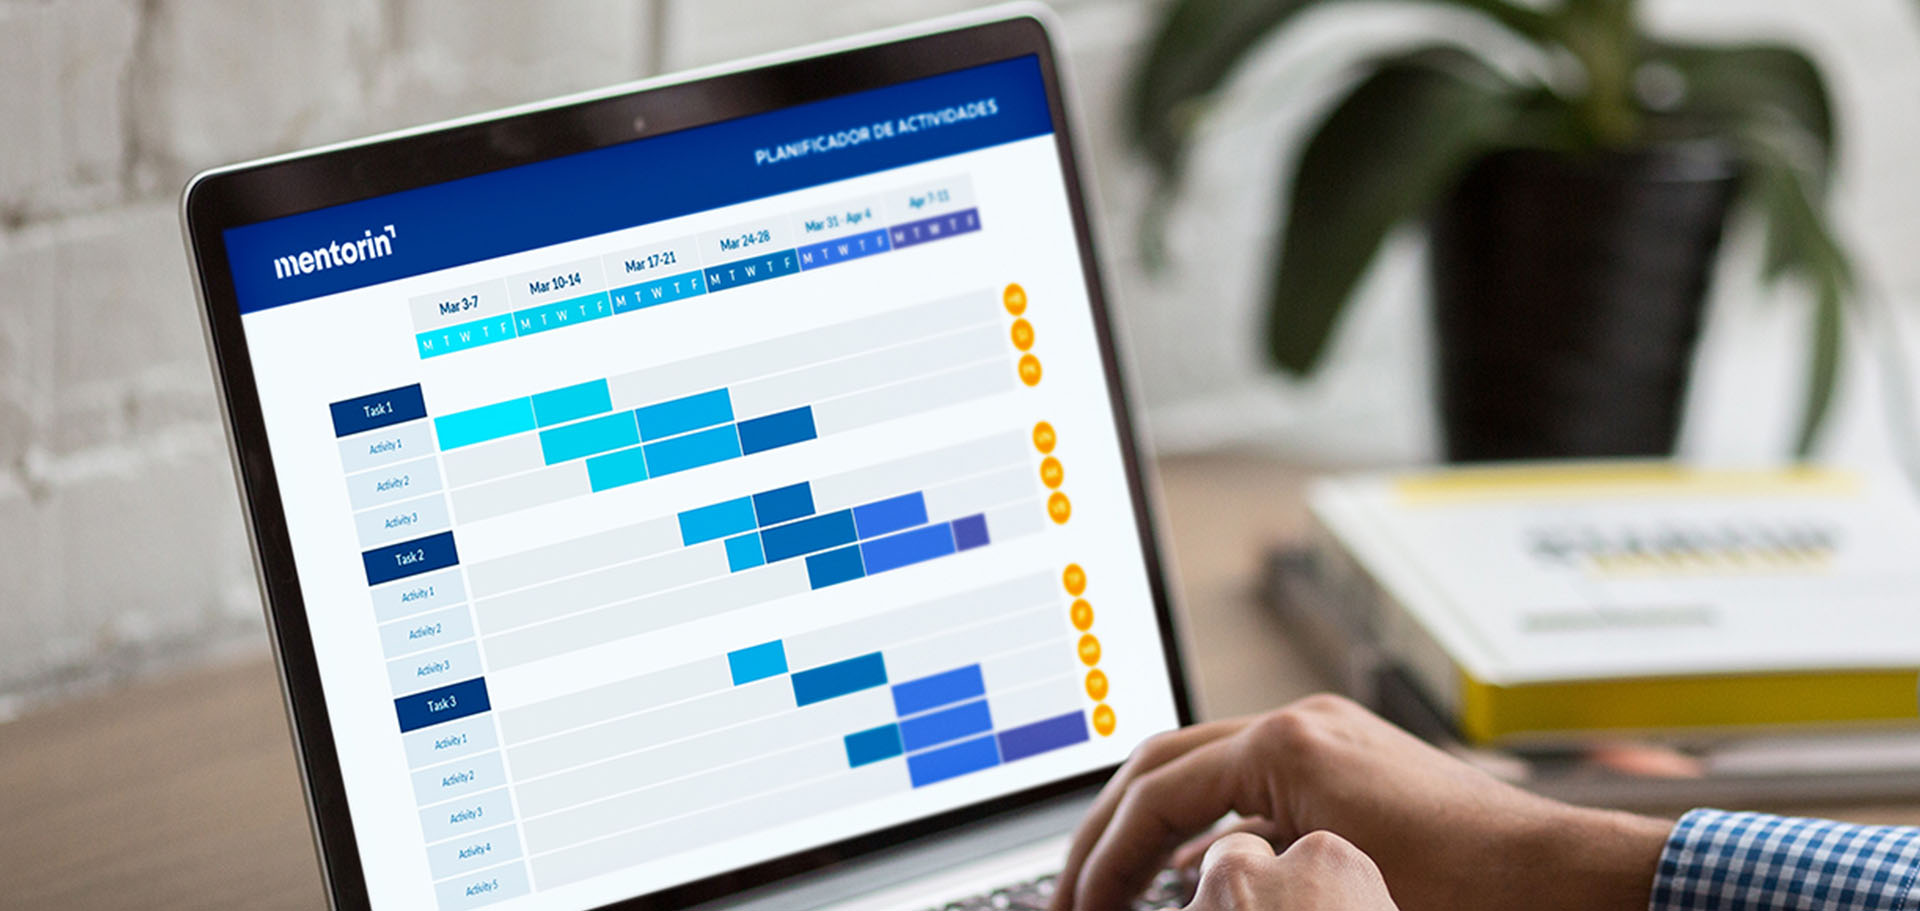 mentorin
PLANIFICADOR DE ACTIVIDADES
Mar 3-7 Mar 10-14 Mar 17-21 Mar 24-28 Mar 31 - Apr 4 Apr 7-11
M T W T F M T W T F M T W T F M T W T F M T W T F M T W T F
Task 1
Activity 1
Activity 2
Activity 3
Task 2
Activity 1
Activity 2
Activity 3
Task 3
Activity 1
Activity 2
Activity 3
Activity 4
Activity 5